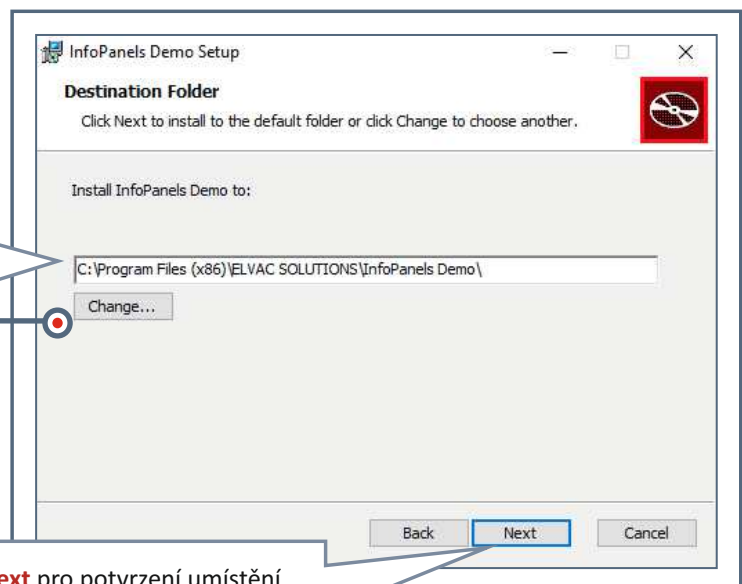 InfoPanels Demo Setup
Destination Folder
Click Next to install to the default folder or click Change to choose another.
Install InfoPanels Demo to:
C:\Program Files (x86)\ELVAC SOLUTIONS\InfoPanels Demo\
Change...
Back Next Cancel
ext pro potvrzení umístění